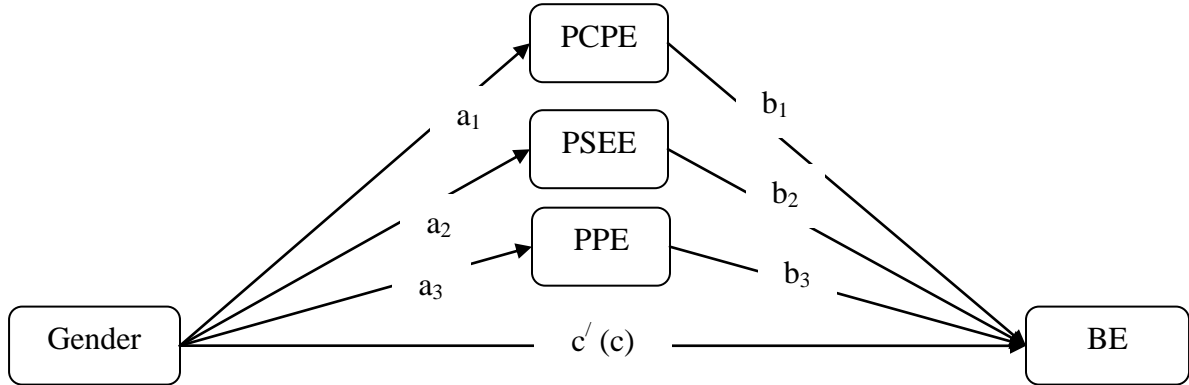 PCPE
a₁
b₁
PSEE
a₂
b₂
PPE
a₃
b₃
Gender
c′ (c)
BE